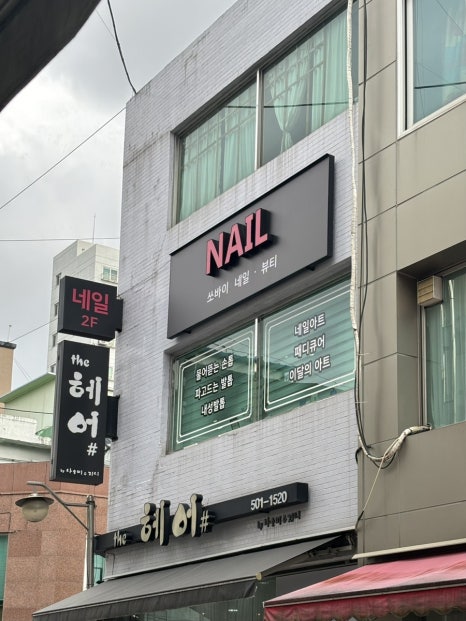 NAIL
쏘바이 네일 · 뷰티
네일
2F
the
헤어#
물어뜯는 손톱
파고드는 발톱
내성발톱
네일아트
패디큐어
이달의 아트
the 헤어#
501-1520